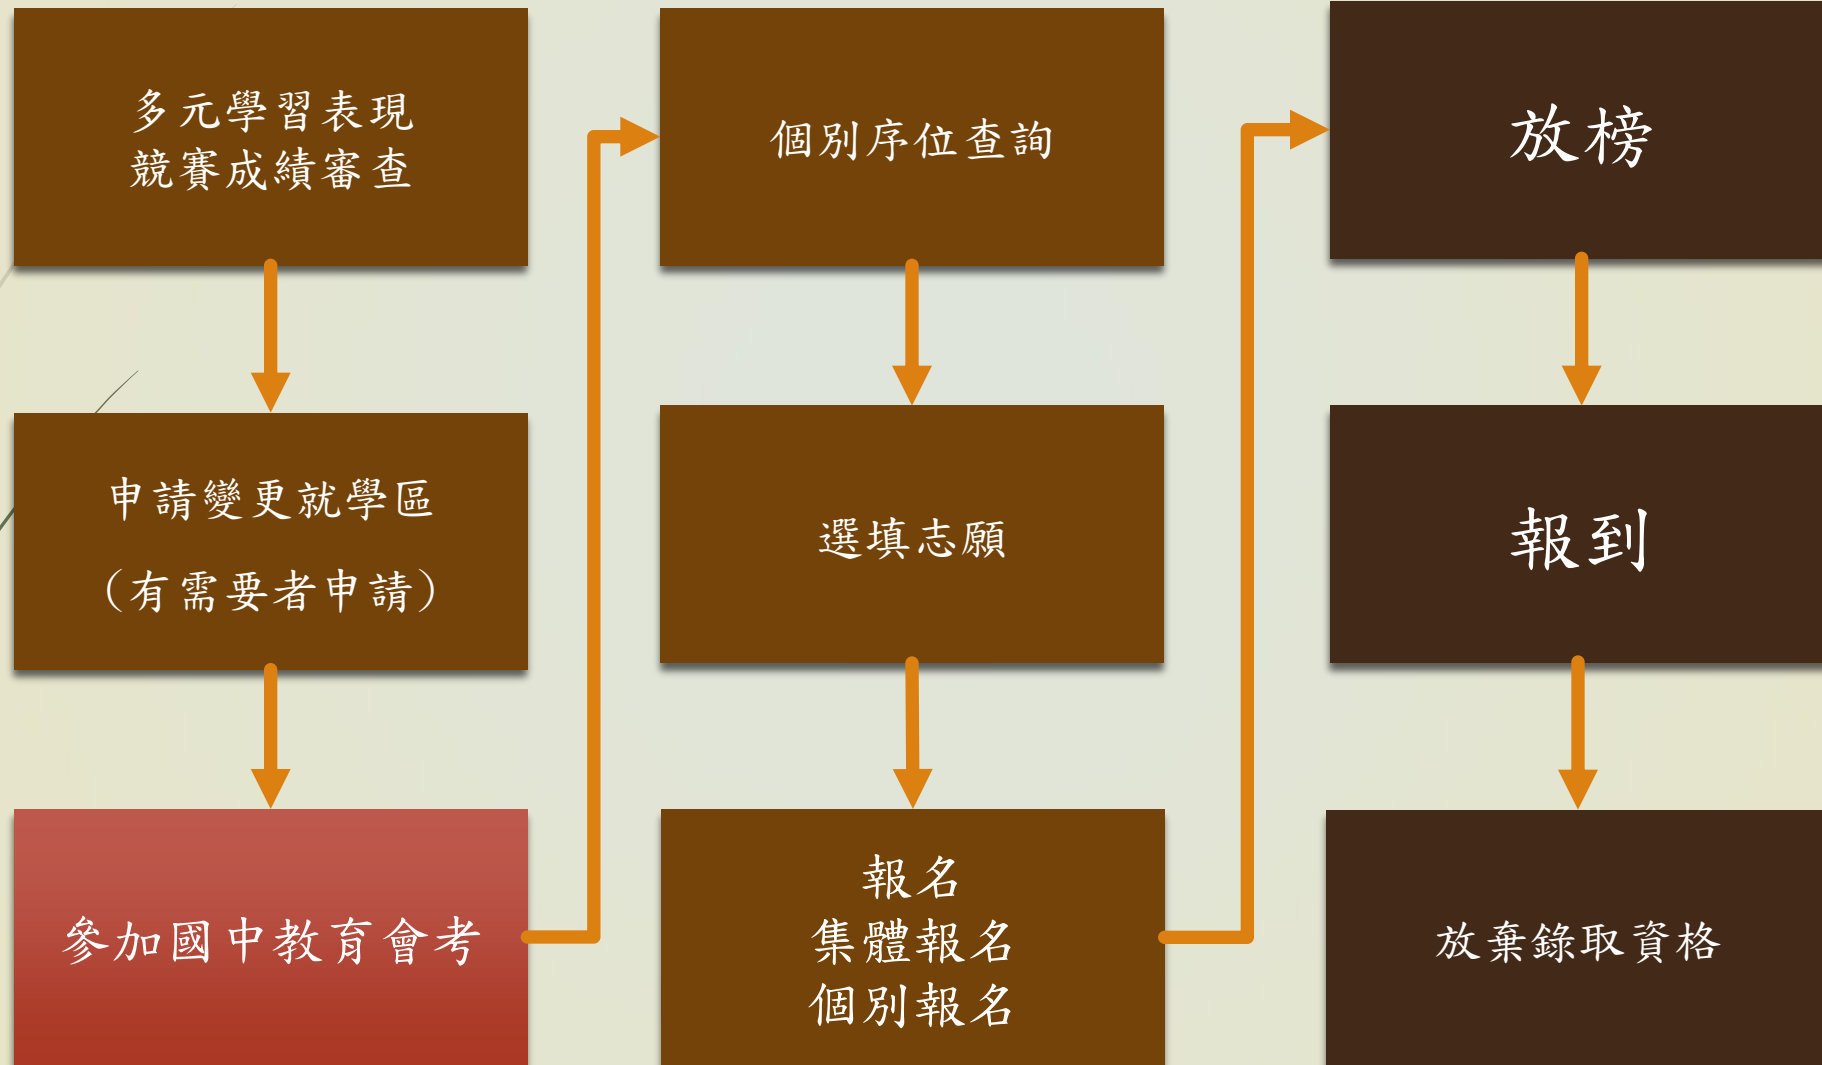 多元學習表現
競賽成績審查
申請變更就學區
（有需要者申請）
參加國中教育會考
個別序位查詢
選填志願
報名
集體報名
個別報名
放榜
報到
放棄錄取資格